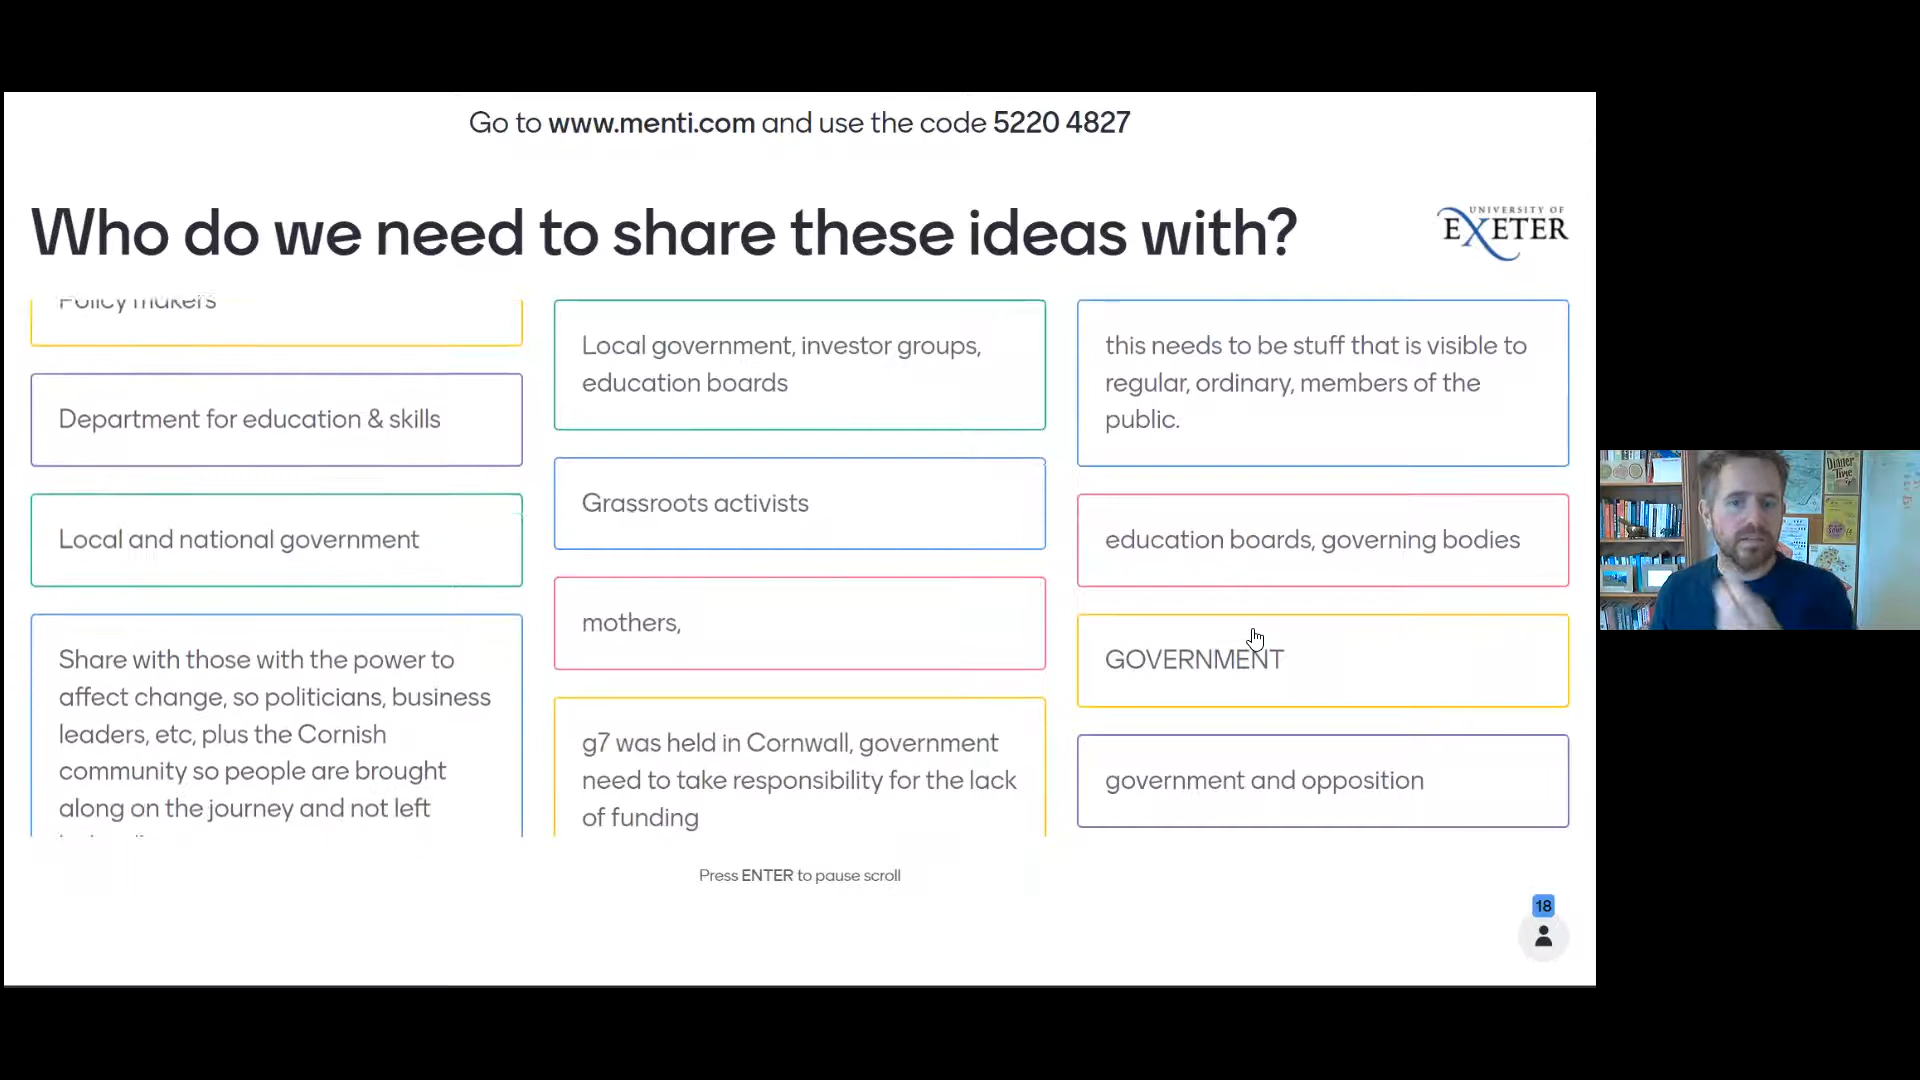 Go to www.menti.com and use the code 5220 4827
Who do we need to share these ideas with?
UNIVERSITY OF
EXETER
Policy makers
Department for education & skills
Local and national government
Share with those with the power to
affect change, so politicians, business
leaders, etc, plus the Cornish
community so people are brought
along on the journey and not left
Local government, investor groups,
education boards
Grassroots activists
mothers,
g7 was held in Cornwall, government
need to take responsibility for the lack
of funding
this needs to be stuff that is visible to
regular, ordinary, members of the
public.
education boards, governing bodies
GOVERNMENT
government and opposition
Press ENTER to pause scroll
18
Dinner
Time